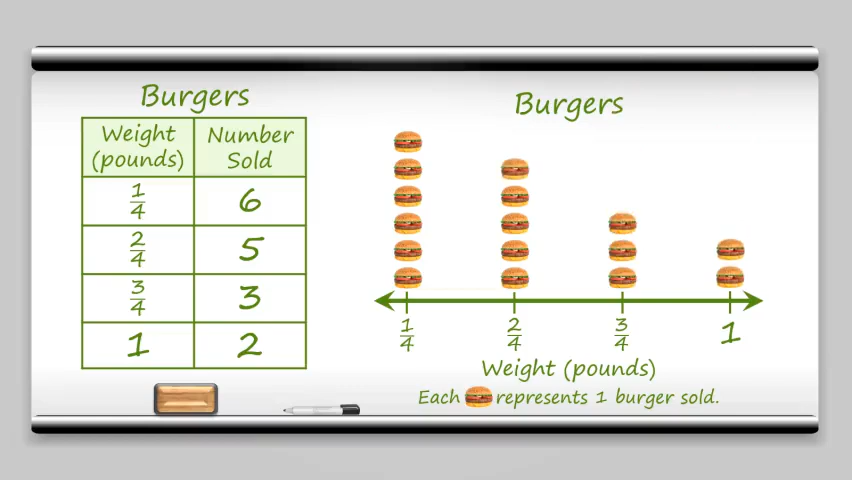 Burgers
Weight (pounds) Number Sold
1/4 6
2/4 5
3/4 3
1 2
Burgers
1/4 2/4 3/4 1
Weight (pounds)
Each represents 1 burger sold.